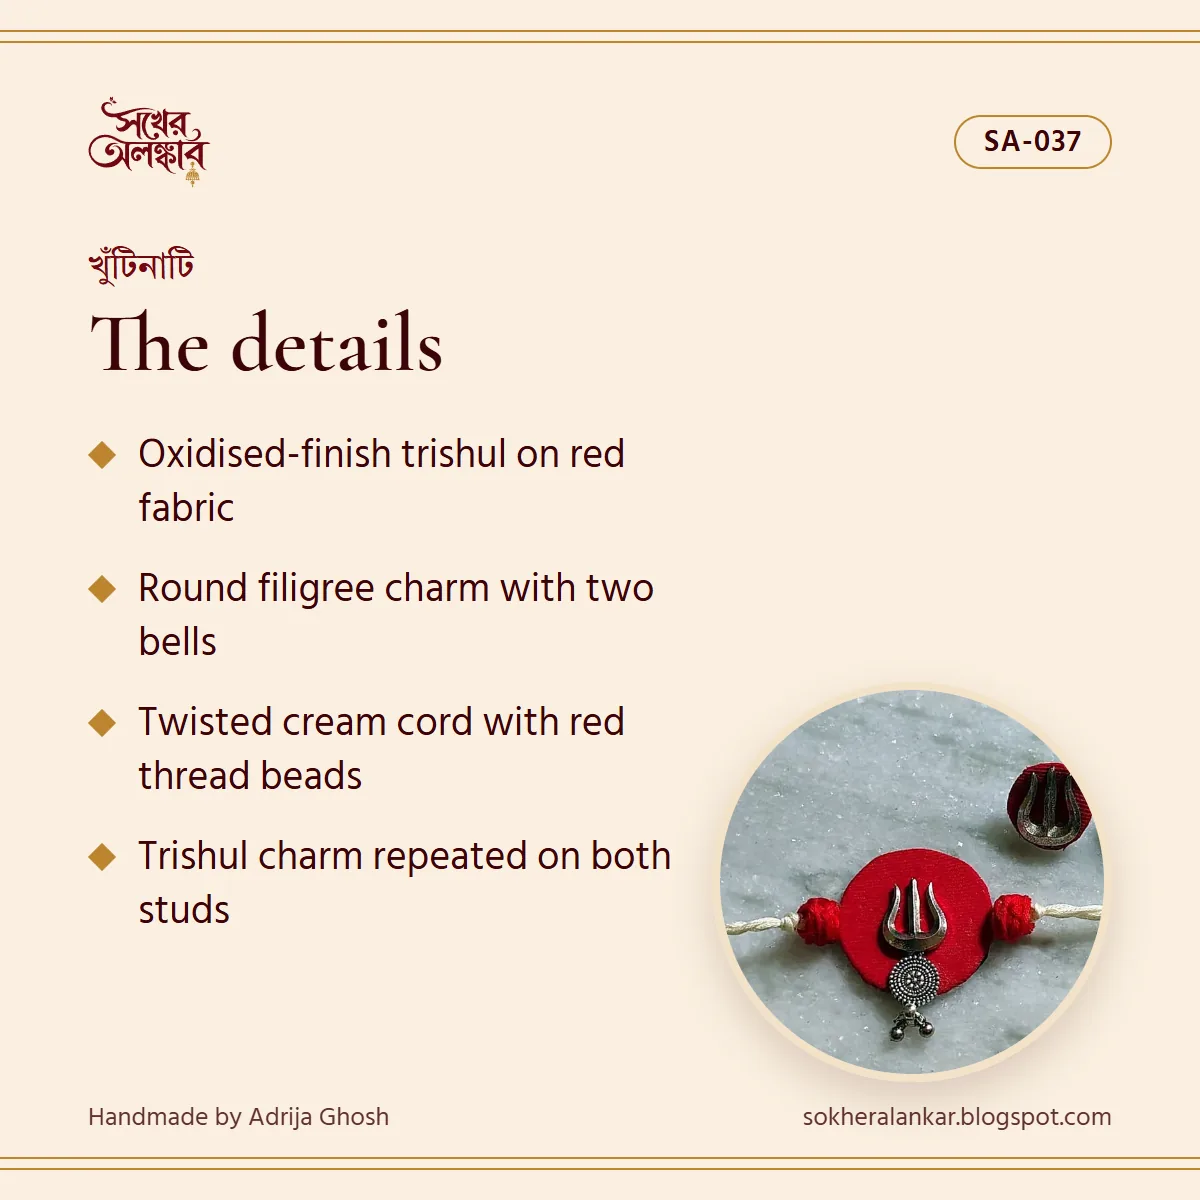 সখের
অলঙ্কার
SA-037
খুঁটিনাটি
The details
Oxidised-finish trishul on red
fabric
Round filigree charm with two
bells
Twisted cream cord with red
thread beads
Trishul charm repeated on both
studs
Handmade by Adrija Ghosh
sokheralankar.blogspot.com